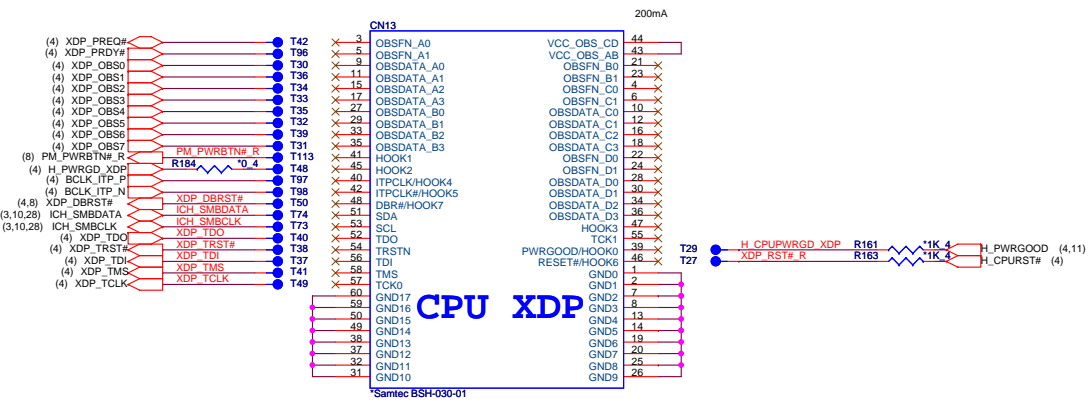 200mA
CN13
(4) XDP_PREQ# T42 3 OBSFN_A0 VCC_OBS_CD 44
(4) XDP_PRDY# T96 5 OBSFN_A1 VCC_OBS_AB 43
(4) XDP_OBS0 T30 9 OBSDATA_A0 OBSFN_B0 21
(4) XDP_OBS1 T36 11 OBSDATA_A1 OBSFN_B1 23
(4) XDP_OBS2 T34 15 OBSDATA_A2 OBSFN_C0 4
(4) XDP_OBS3 T33 17 OBSDATA_A3 OBSFN_C1 6
(4) XDP_OBS4 T35 27 OBSDATA_B0 OBSDATA_C0 10
(4) XDP_OBS5 T32 29 OBSDATA_B1 OBSDATA_C1 12
(4) XDP_OBS6 T39 33 OBSDATA_B2 OBSDATA_C2 16
(4) XDP_OBS7 T31 35 OBSDATA_B3 OBSDATA_C3 18
(8) PM_PWRBTN#_R PM_PWRBTN#_R T113 41 HOOK1 OBSFN_D0 22
(4) H_PWRGD_XDP R184 *0_4 T48 45 HOOK2 OBSFN_D1 24
(4) BCLK_ITP_P T97 40 ITPCLK/HOOK4 OBSDATA_D0 28
(4) BCLK_ITP_N T98 42 ITPCLK#/HOOK5 OBSDATA_D1 30
(4,8) XDP_DBRST# XDP_DBRST# T50 48 DBR#/HOOK7 OBSDATA_D2 34
(3,10,28) ICH_SMBDATA ICH_SMBDATA T74 51 SDA OBSDATA_D3 36
(3,10,28) ICH_SMBCLK ICH_SMBCLK T73 53 SCL HOOK3 47
(4) XDP_TDO XDP_TDO T40 52 TDO TCK1 55
(4) XDP_TRST# XDP_TRST# T38 54 TRSTN PWRGOOD/HOOK0 39 T29 H_CPUPWRGD_XDP R161 *1K_4 H_PWRGOOD (4,11)
(4) XDP_TDI XDP_TDI T37 56 TDI RESET#/HOOK6 46 T27 XDP_RST#_R R163 *1K_4 H_CPURST# (4)
(4) XDP_TMS XDP_TMS T41 58 TMS GND0 1
(4) XDP_TCLK XDP_TCLK T49 57 TCK0 GND1 2
60 GND17 GND2 7
59 GND16 GND3 8
50 GND15 GND4 13
49 GND14 GND5 14
38 GND13 GND6 19
37 GND12 GND7 20
32 GND11 GND8 25
31 GND10 GND9 26
CPU XDP
*Samtec BSH-030-01